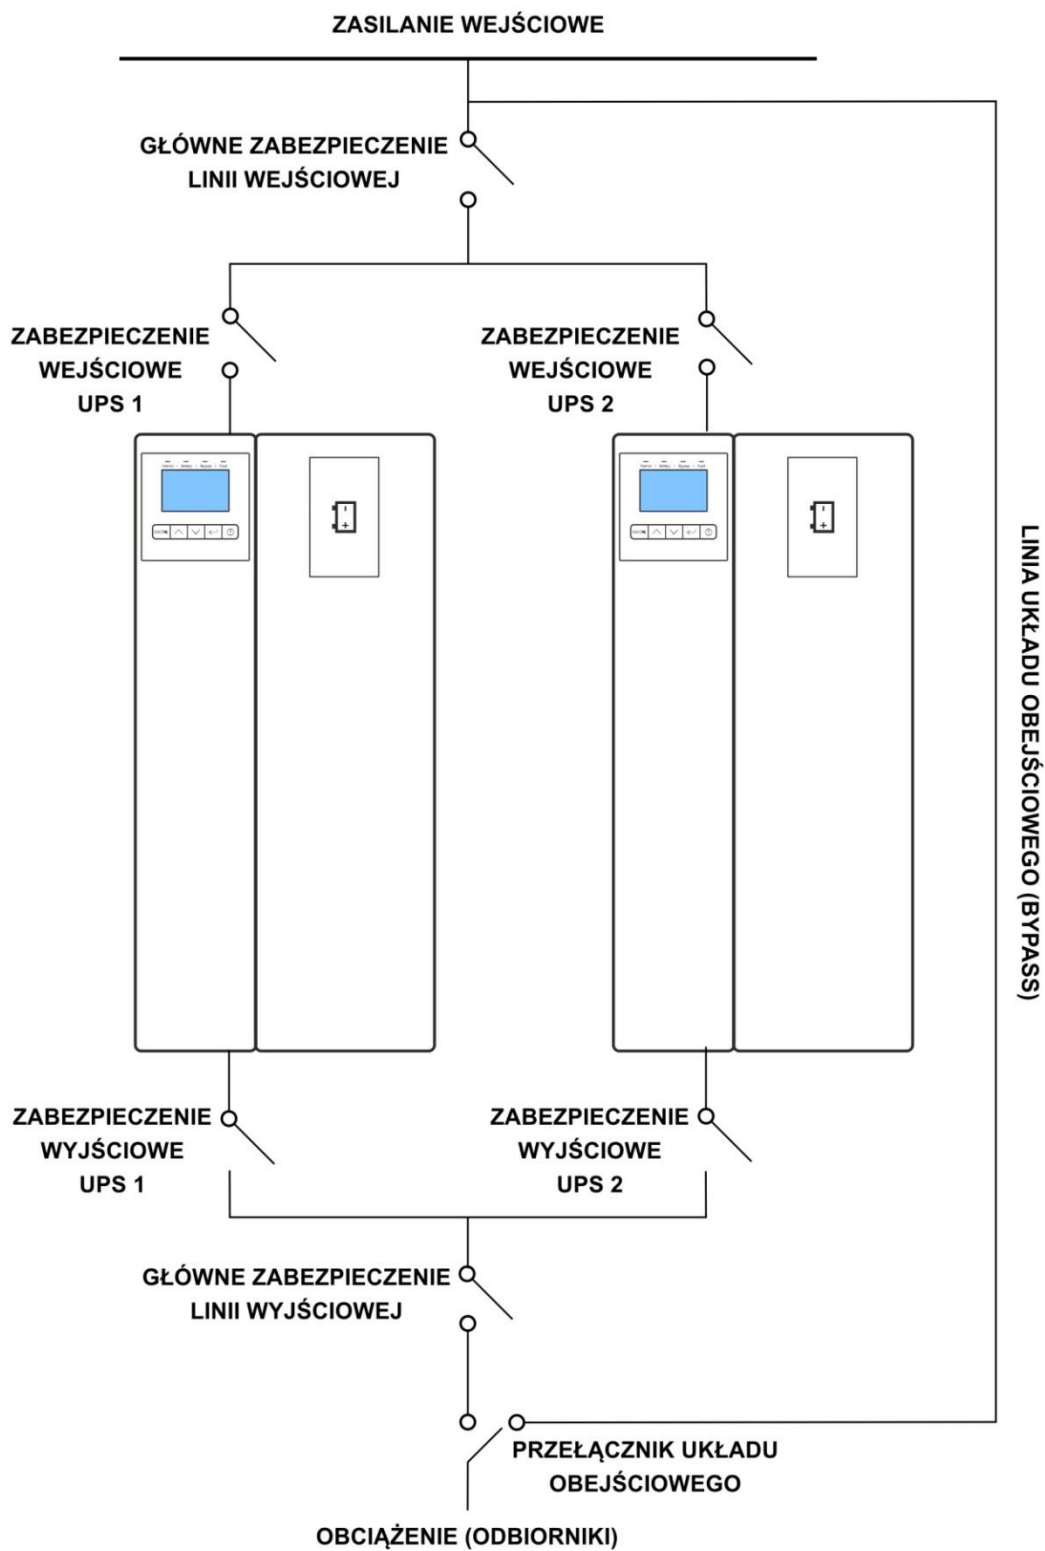 ZASILANIE WEJŚCIOWE
GŁÓWNE ZABEZPIECZENIE
LINII WEJŚCIOWEJ
ZABEZPIECZENIE
WEJŚCIOWE
UPS 1
ZABEZPIECZENIE
WEJŚCIOWE
UPS 2
LINIA UKŁADU OBEJŚCIOWEGO (BYPASS)
ZABEZPIECZENIE
WYJŚCIOWE
UPS 1
ZABEZPIECZENIE
WYJŚCIOWE
UPS 2
GŁÓWNE ZABEZPIECZENIE
LINII WYJŚCIOWEJ
PRZEŁĄCZNIK UKŁADU
OBEJŚCIOWEGO
OBCIĄŻENIE (ODBIORNIKI)